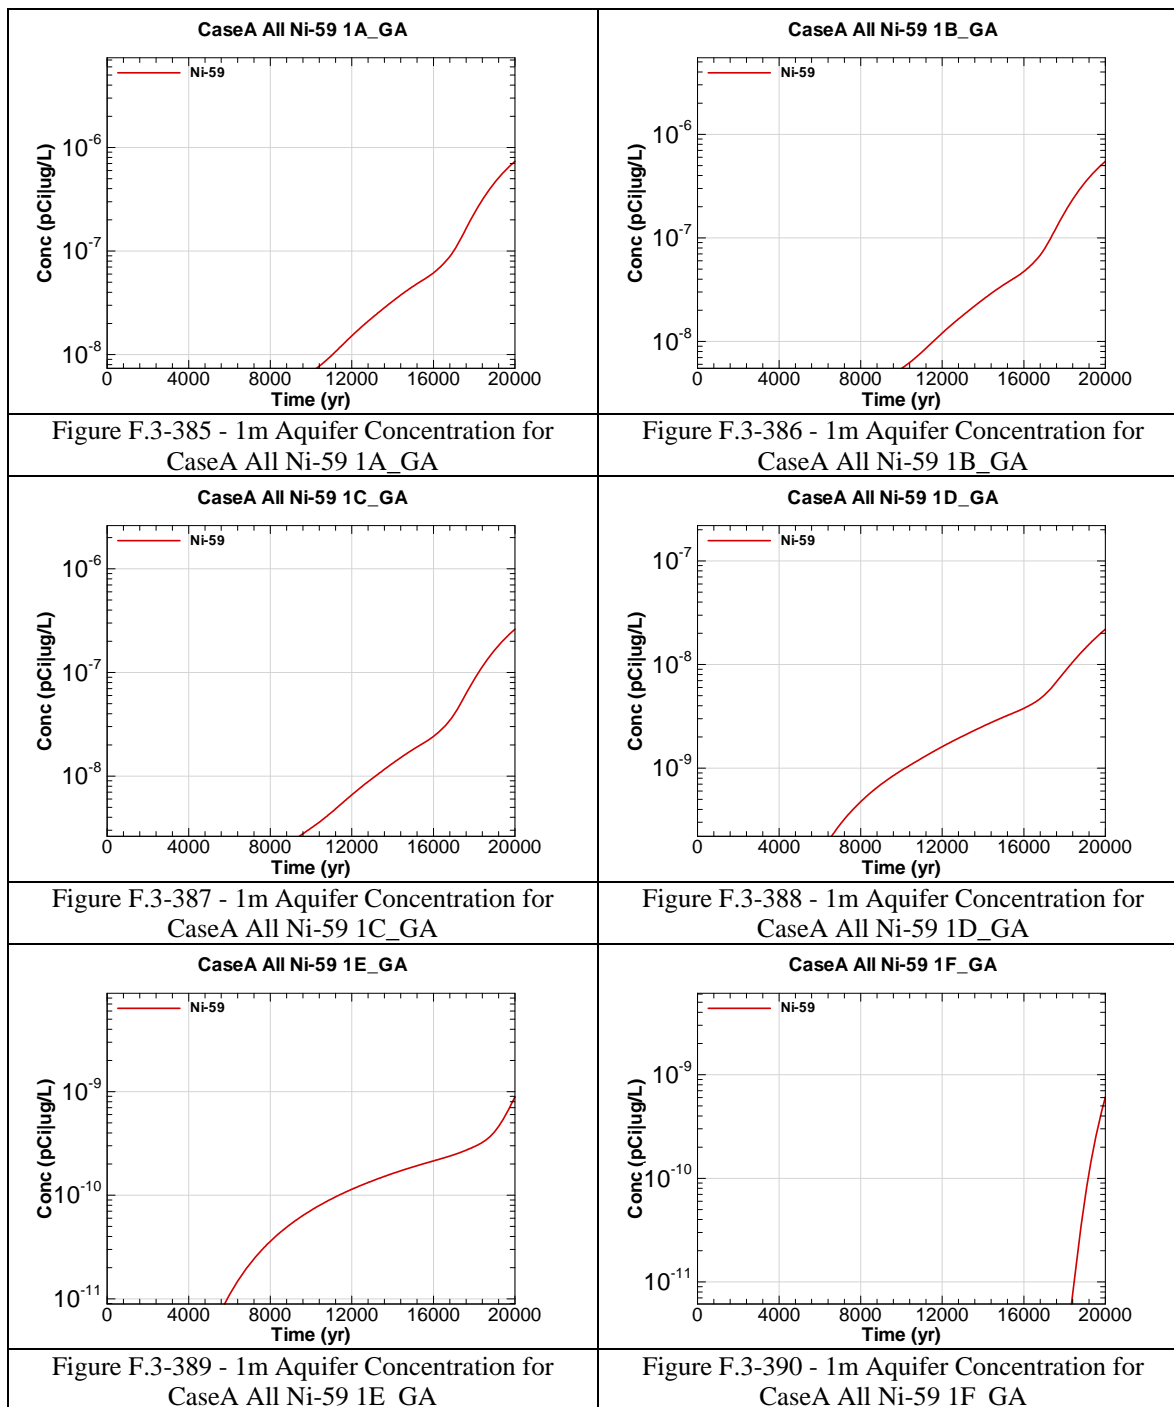 CaseA All Ni-59 1A_GA
Ni-59
Conc (pCi|ug/L)
10-6
10-7
10-8
0 4000 8000 12000 16000 20000
Time (yr)
Figure F.3-385 - 1m Aquifer Concentration for
CaseA All Ni-59 1A_GA
CaseA All Ni-59 1B_GA
Ni-59
Conc (pCi|ug/L)
10-6
10-7
10-8
0 4000 8000 12000 16000 20000
Time (yr)
Figure F.3-386 - 1m Aquifer Concentration for
CaseA All Ni-59 1B_GA
CaseA All Ni-59 1C_GA
Ni-59
Conc (pCi|ug/L)
10-6
10-7
10-8
0 4000 8000 12000 16000 20000
Time (yr)
Figure F.3-387 - 1m Aquifer Concentration for
CaseA All Ni-59 1C_GA
CaseA All Ni-59 1D_GA
Ni-59
Conc (pCi|ug/L)
10-7
10-8
10-9
0 4000 8000 12000 16000 20000
Time (yr)
Figure F.3-388 - 1m Aquifer Concentration for
CaseA All Ni-59 1D_GA
CaseA All Ni-59 1E_GA
Ni-59
Conc (pCi|ug/L)
10-9
10-10
10-11
0 4000 8000 12000 16000 20000
Time (yr)
Figure F.3-389 - 1m Aquifer Concentration for
CaseA All Ni-59 1E_GA
CaseA All Ni-59 1F_GA
Ni-59
Conc (pCi|ug/L)
10-9
10-10
10-11
0 4000 8000 12000 16000 20000
Time (yr)
Figure F.3-390 - 1m Aquifer Concentration for
CaseA All Ni-59 1F_GA